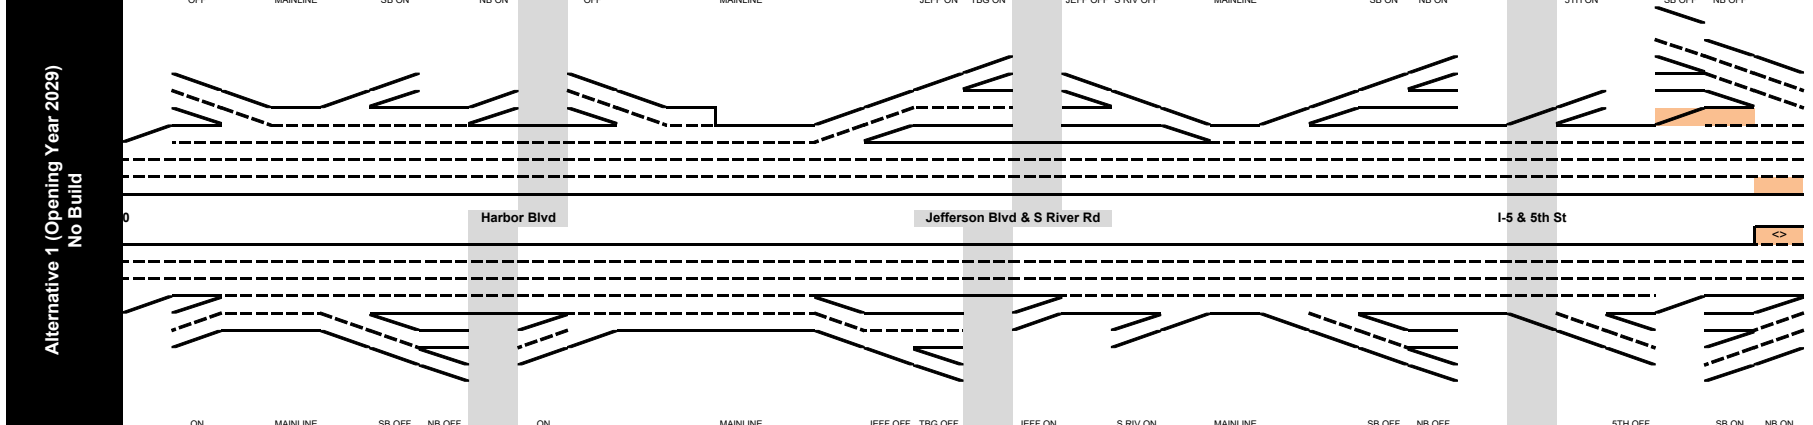 OFF MAINLINE SB ON NB ON OFF MAINLINE JEFF ON TBG ON JEFF OFF S RIV OFF MAINLINE SB ON NB ON 5TH ON SB OFF NB OFF
Alternative 1 (Opening Year 2029)
No Build
0 Harbor Blvd Jefferson Blvd & S River Rd I-5 & 5th St
<>
ON MAINLINE SB OFF NB OFF ON MAINLINE JEFF OFF TBG OFF JEFF ON S RIV ON MAINLINE SB OFF NB OFF 5TH OFF SB ON NB ON